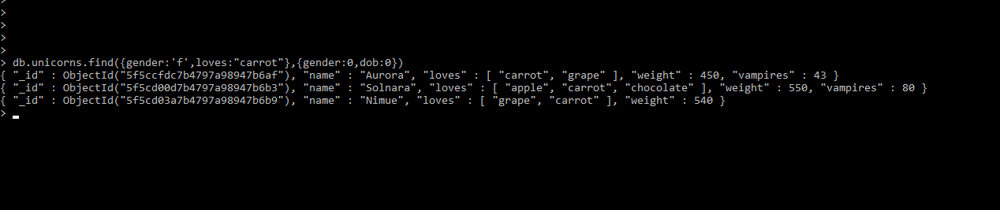 >
>
>
>
>
> db.unicorns.find({gender:'f',loves:"carrot"},{gender:0,dob:0})
{ "_id" : ObjectId("5f5ccfdc7b4797a98947b6af"), "name" : "Aurora", "loves" : [ "carrot", "grape" ], "weight" : 450, "vampires" : 43 }
{ "_id" : ObjectId("5f5cd00d7b4797a98947b6b3"), "name" : "Solnara", "loves" : [ "apple", "carrot", "chocolate" ], "weight" : 550, "vampires" : 80 }
{ "_id" : ObjectId("5f5cd03a7b4797a98947b6b9"), "name" : "Nimue", "loves" : [ "grape", "carrot" ], "weight" : 540 }
>